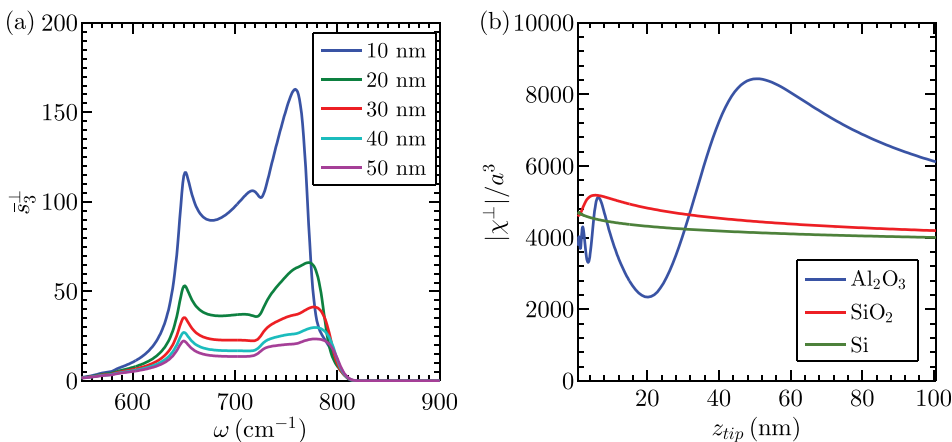 (a)
200
150
100
50
0
s̄₃⊥
600
700
800
900
ω (cm⁻¹)
10 nm
20 nm
30 nm
40 nm
50 nm
(b)
10000
8000
6000
4000
2000
0
|χ⊥|/a³
20
40
60
80
100
z_tip (nm)
Al₂O₃
SiO₂
Si